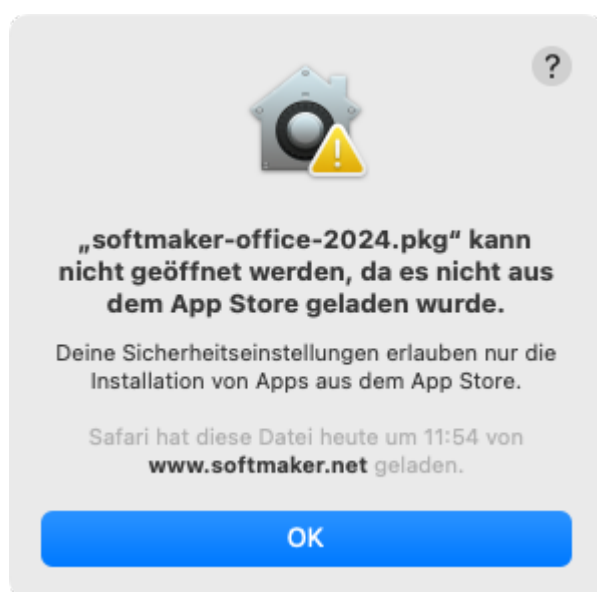 ?
„softmaker-office-2024.pkg“ kann
nicht geöffnet werden, da es nicht aus
dem App Store geladen wurde.
Deine Sicherheitseinstellungen erlauben nur die
Installation von Apps aus dem App Store.
Safari hat diese Datei heute um 11:54 von
www.softmaker.net geladen.
OK